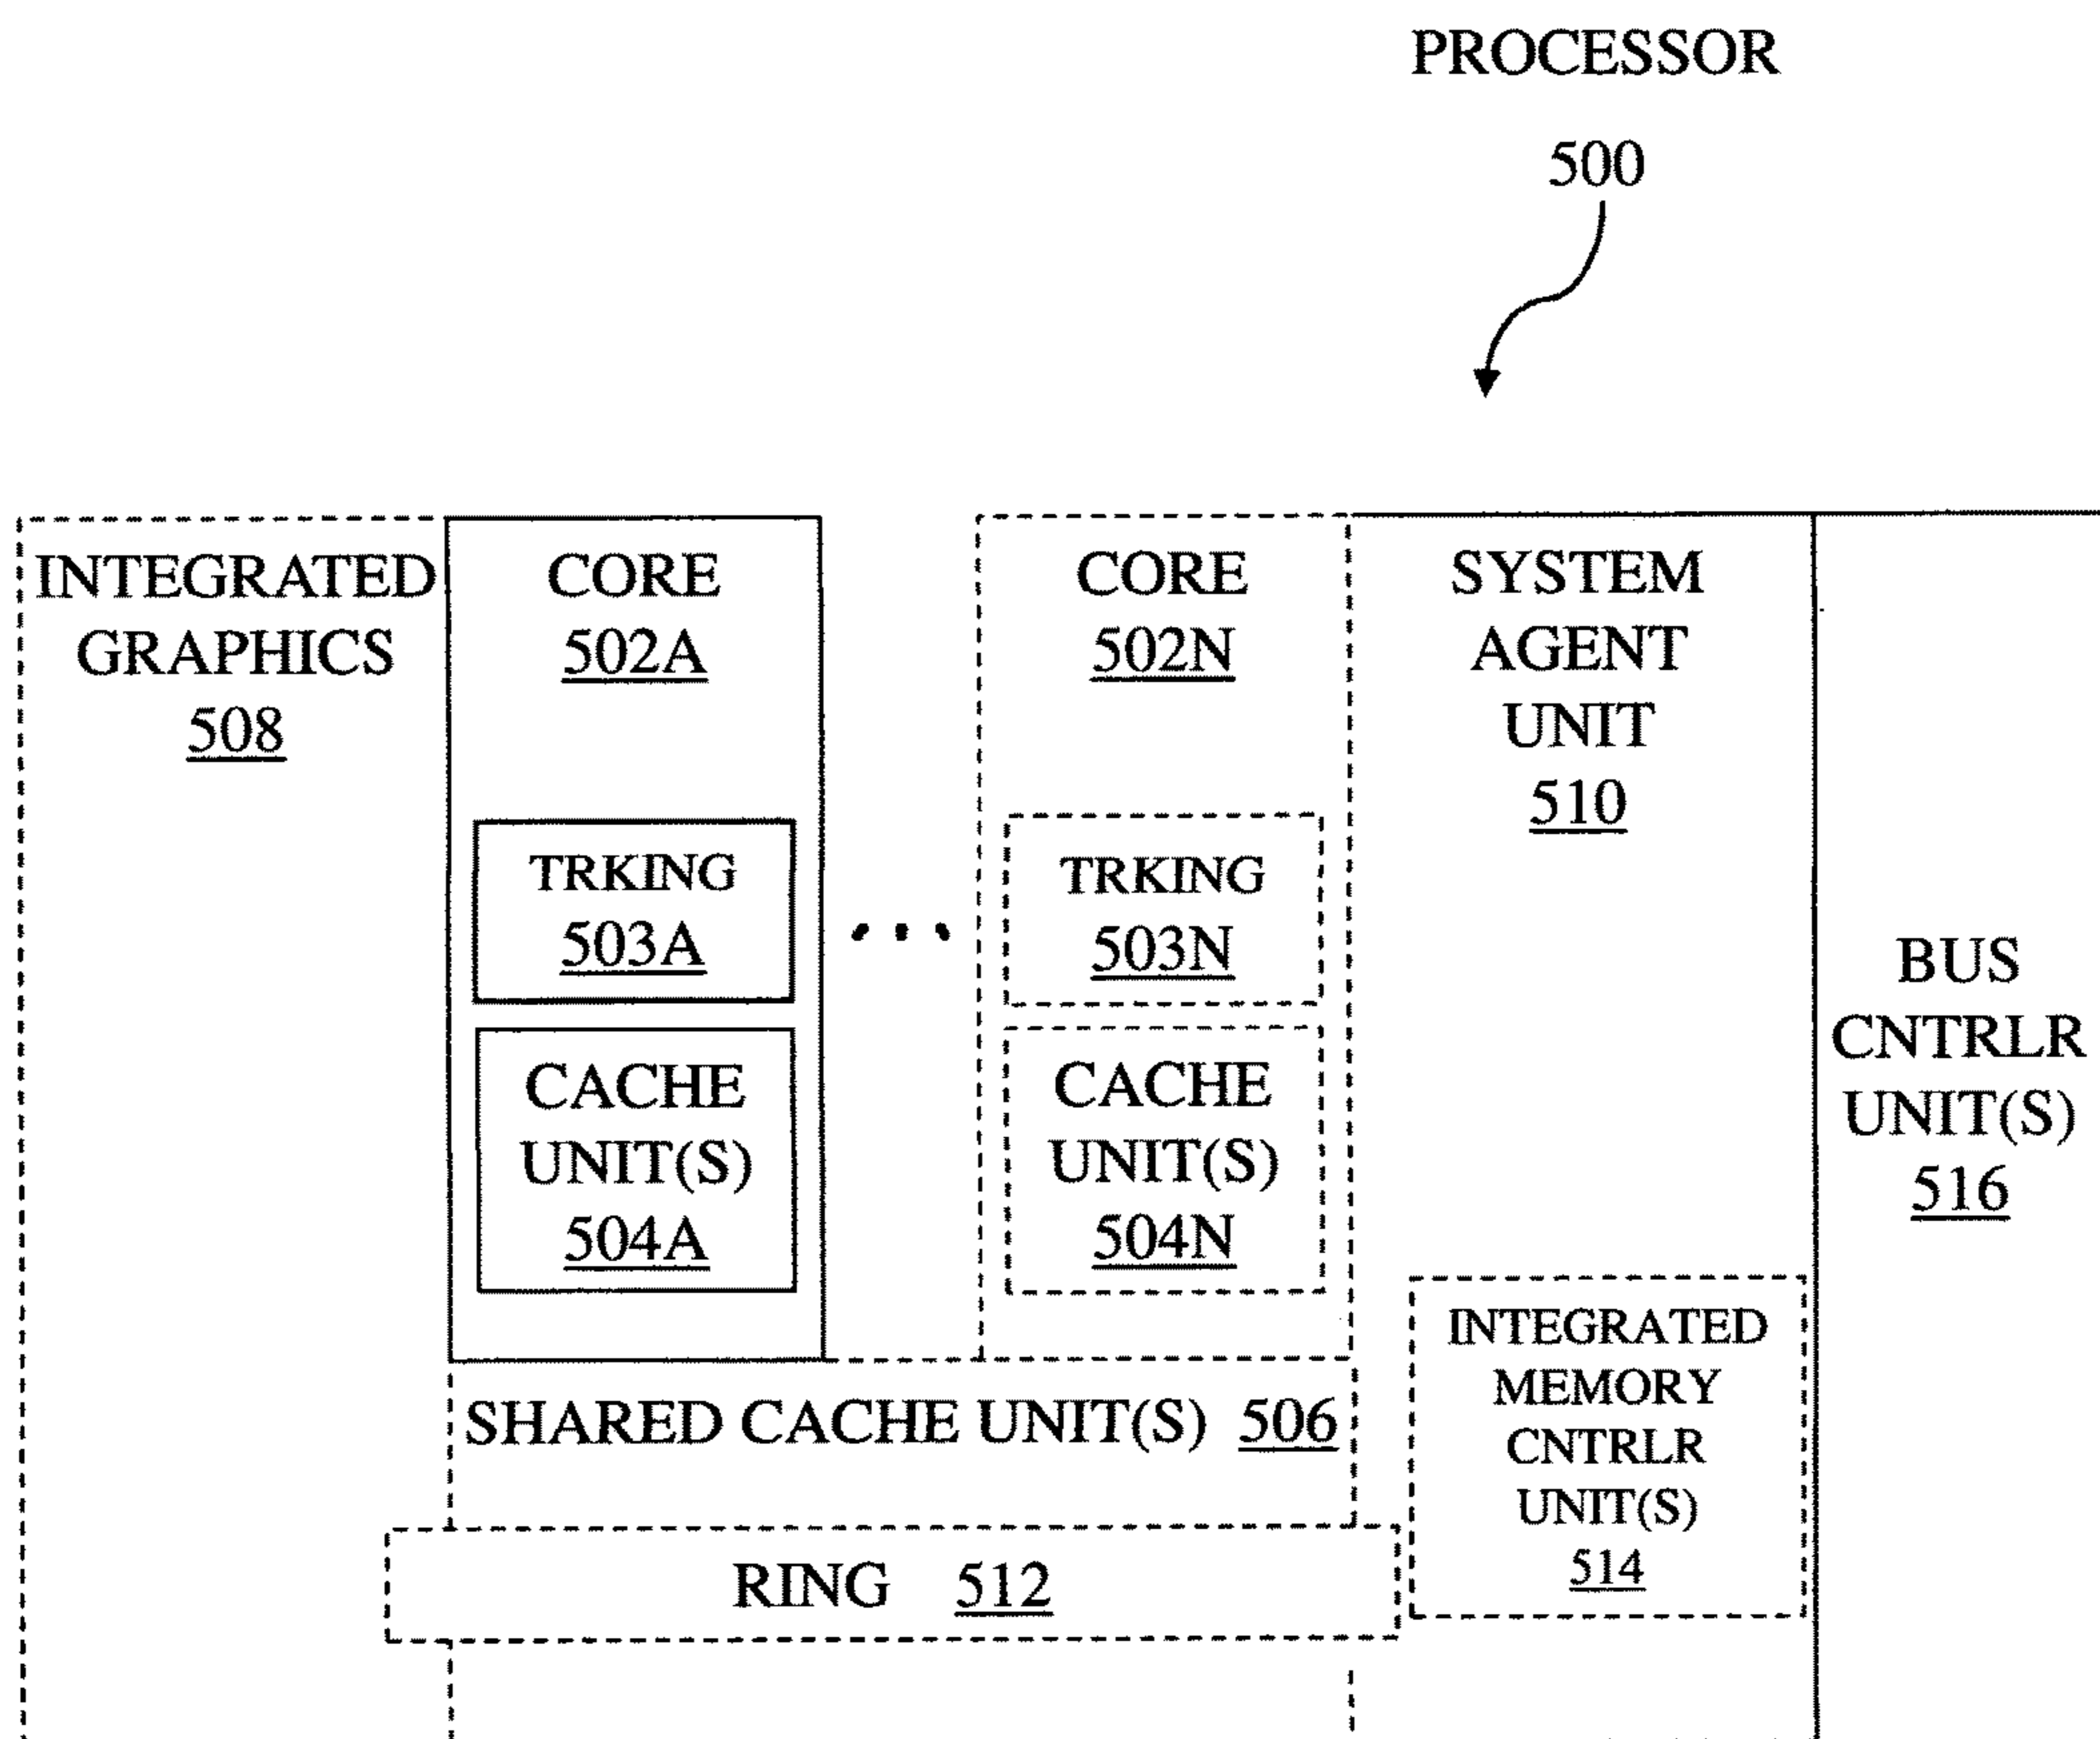 PROCESSOR
500
INTEGRATED
GRAPHICS
508
CORE
502A
TRKING
503A
CACHE
UNIT(S)
504A
CORE
502N
TRKING
503N
CACHE
UNIT(S)
504N
SYSTEM
AGENT
UNIT
510
INTEGRATED
MEMORY
CNTRLR
UNIT(S)
514
BUS
CNTRLR
UNIT(S)
516
SHARED CACHE UNIT(S) 506
RING 512